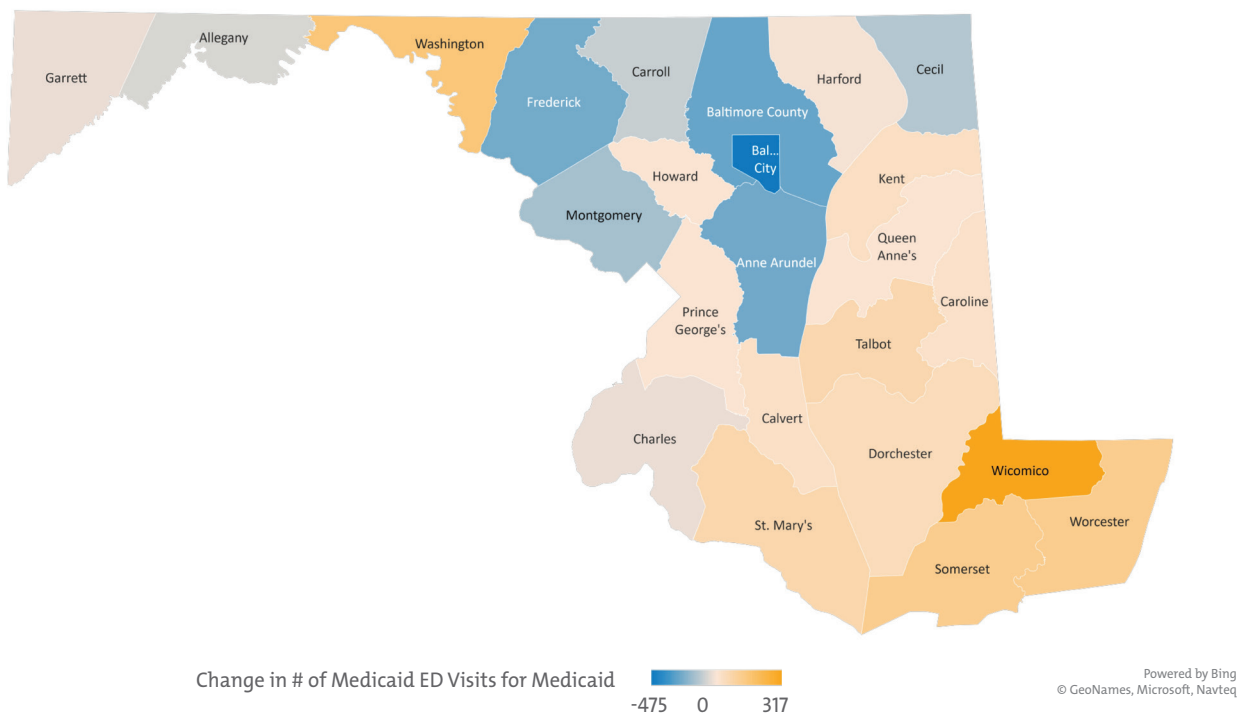 Garrett
Allegany
Washington
Frederick
Carroll
Baltimore County
Bal...
City
Harford
Cecil
Howard
Montgomery
Kent
Queen
Anne's
Anne Arundel
Prince
George's
Caroline
Talbot
Charles
Calvert
Dorchester
Wicomico
St. Mary's
Worcester
Somerset
Change in # of Medicaid ED Visits for Medicaid
-475 0 317
Powered by Bing
© GeoNames, Microsoft, Navteq